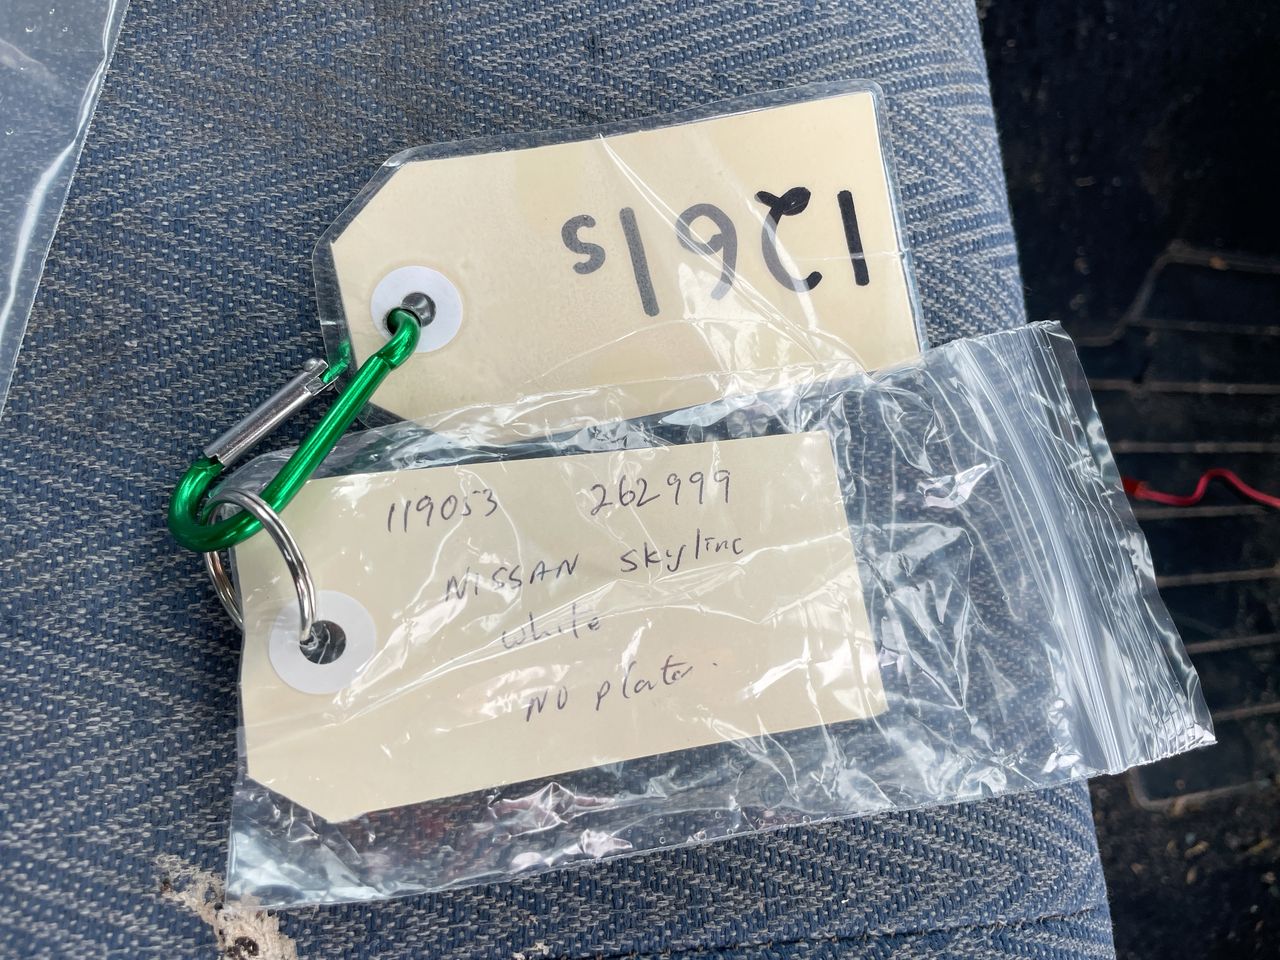 1261s
119053 262999
NISSAN skyline
white
NO plates.